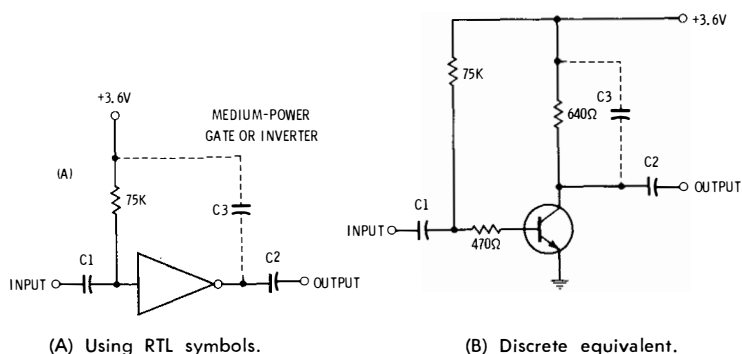 +3.6V
MEDIUM-POWER
GATE OR INVERTER
(A)
75K
C3
C1
C2
INPUT
OUTPUT
(A) Using RTL symbols.
+3.6V
75K
C3
640Ω
C2
C1
OUTPUT
INPUT
470Ω
(B) Discrete equivalent.